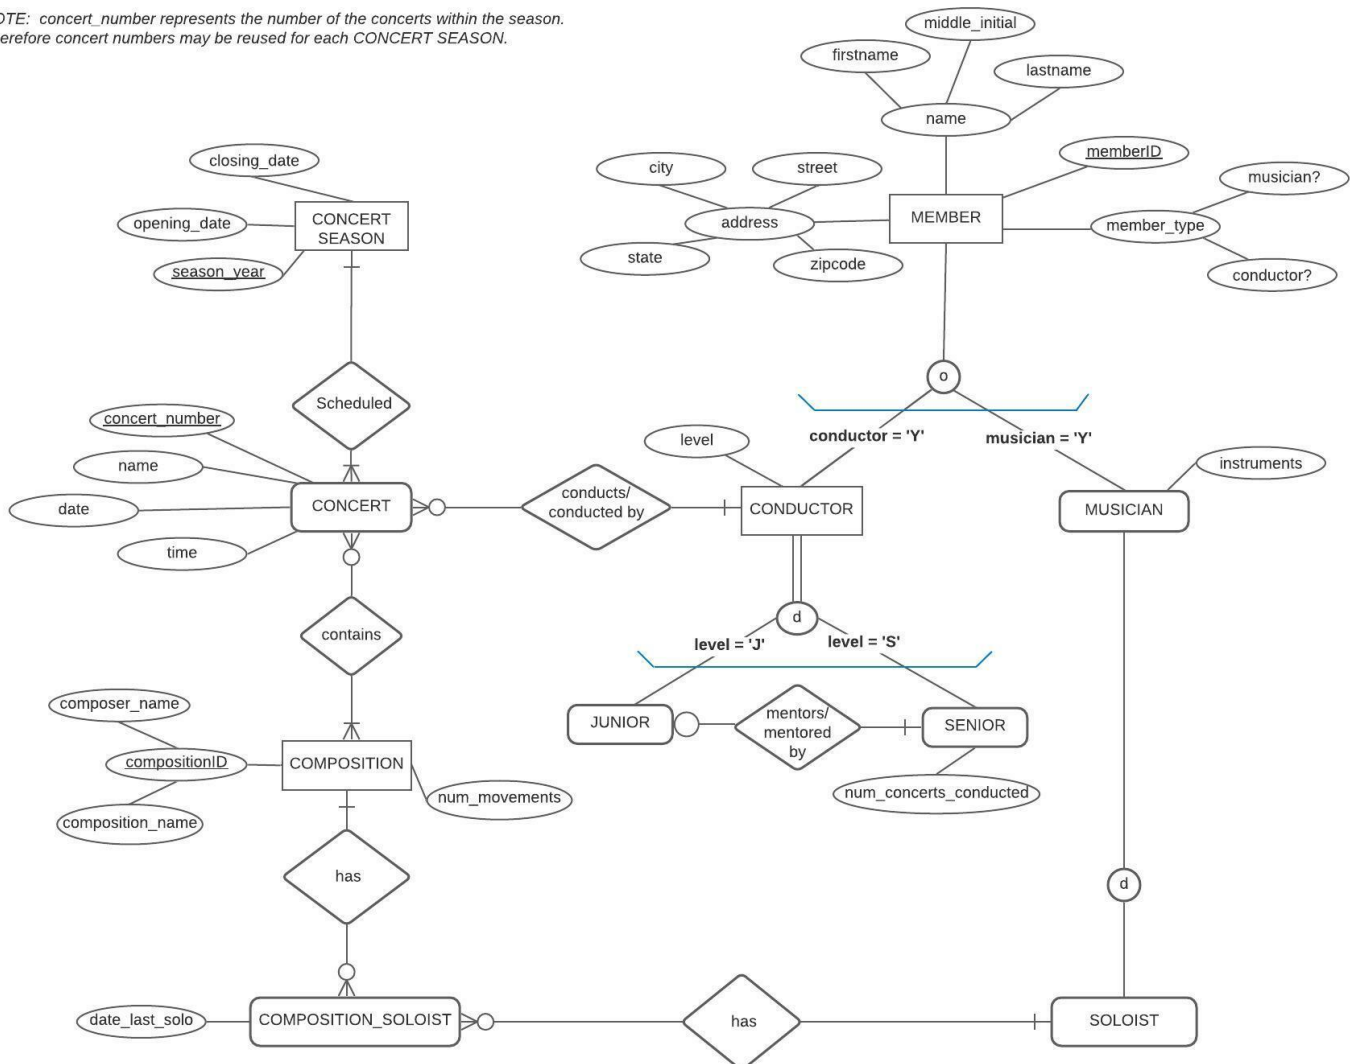 OTE: concert_number represents the number of the concerts within the season.
erefore concert numbers may be reused for each CONCERT SEASON.
middle_initial
firstname
lastname
name
closing_date
city
street
memberID
musician?
opening_date
CONCERT
SEASON
address
MEMBER
member_type
season_year
state
zipcode
conductor?
o
Scheduled
concert_number
level
conductor = 'Y'
musician = 'Y'
name
instruments
date
CONCERT
conducts/
conducted by
CONDUCTOR
MUSICIAN
time
d
contains
level = 'J'
level = 'S'
composer_name
JUNIOR
mentors/
mentored
by
SENIOR
compositionID
COMPOSITION
num_movements
num_concerts_conducted
composition_name
has
d
date_last_solo
COMPOSITION_SOLOIST
has
SOLOIST